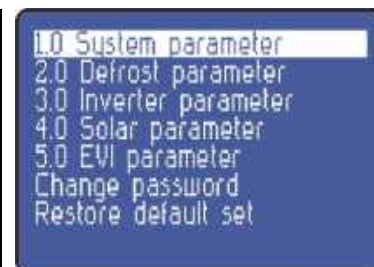 1.0 System parameter
2.0 Defrost parameter
3.0 Inverter parameter
4.0 Solar parameter
5.0 EVI parameter
Change password
Restore default set